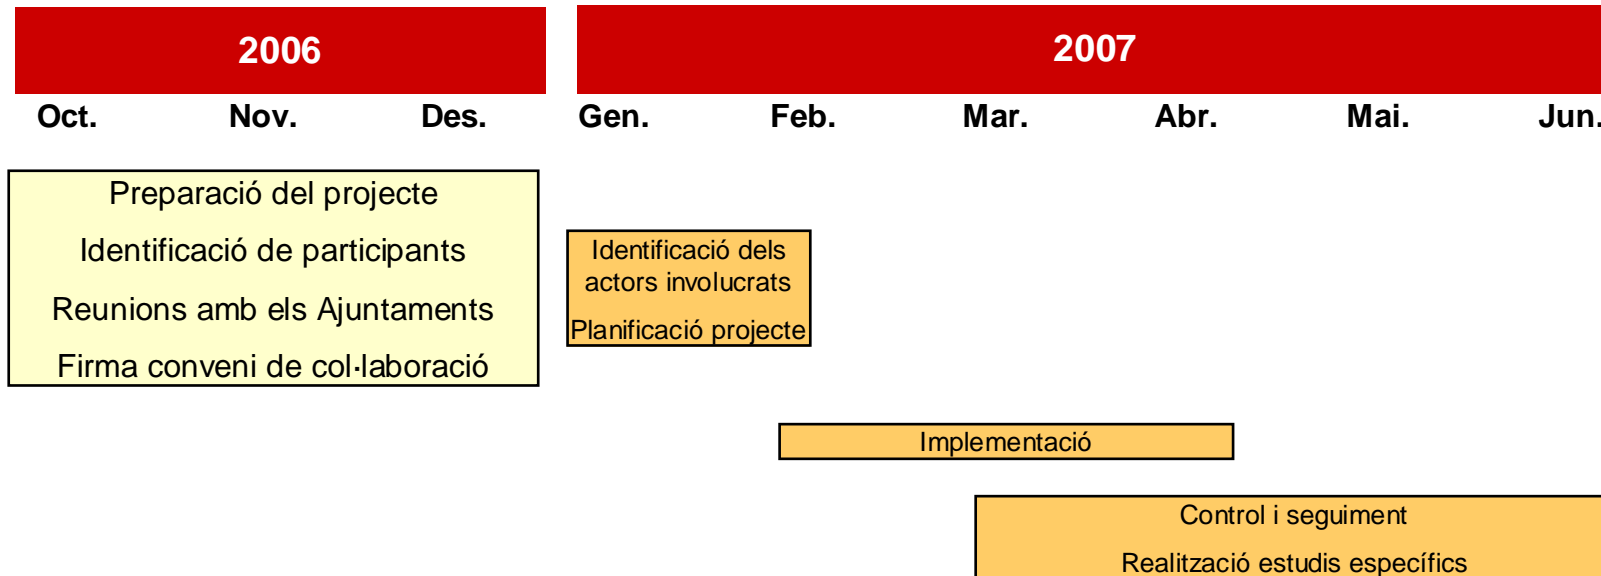 2006
2007
Oct. Nov. Des. Gen. Feb. Mar. Abr. Mai. Jun.
Preparació del projecte
Identificació de participants
Reunions amb els Ajuntaments
Firma conveni de col·laboració
Identificació dels
actors involucrats
Planificació projecte
Implementació
Control i seguiment
Realització estudis específics